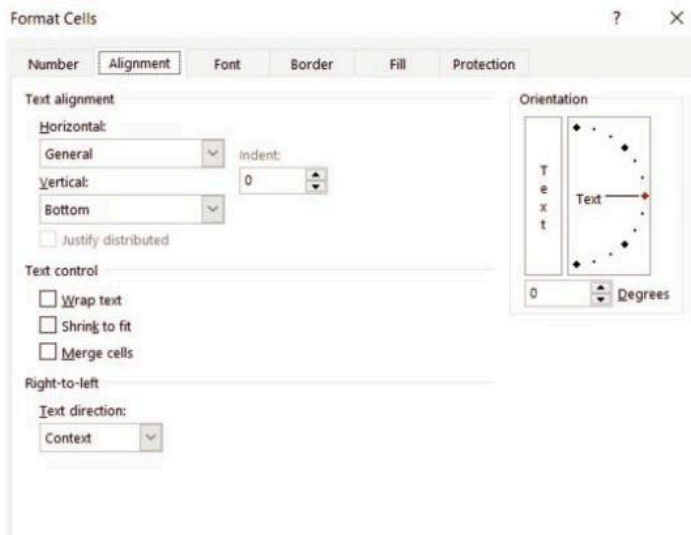 Format Cells ? ×
Number Alignment Font Border Fill Protection
Text alignment
Horizontal:
General
Indent:
0
Vertical:
Bottom
Justify distributed
Text control
Wrap text
Shrink to fit
Merge cells
Right-to-left
Text direction:
Context
Orientation
T
e
x
t
Text
0 Degrees